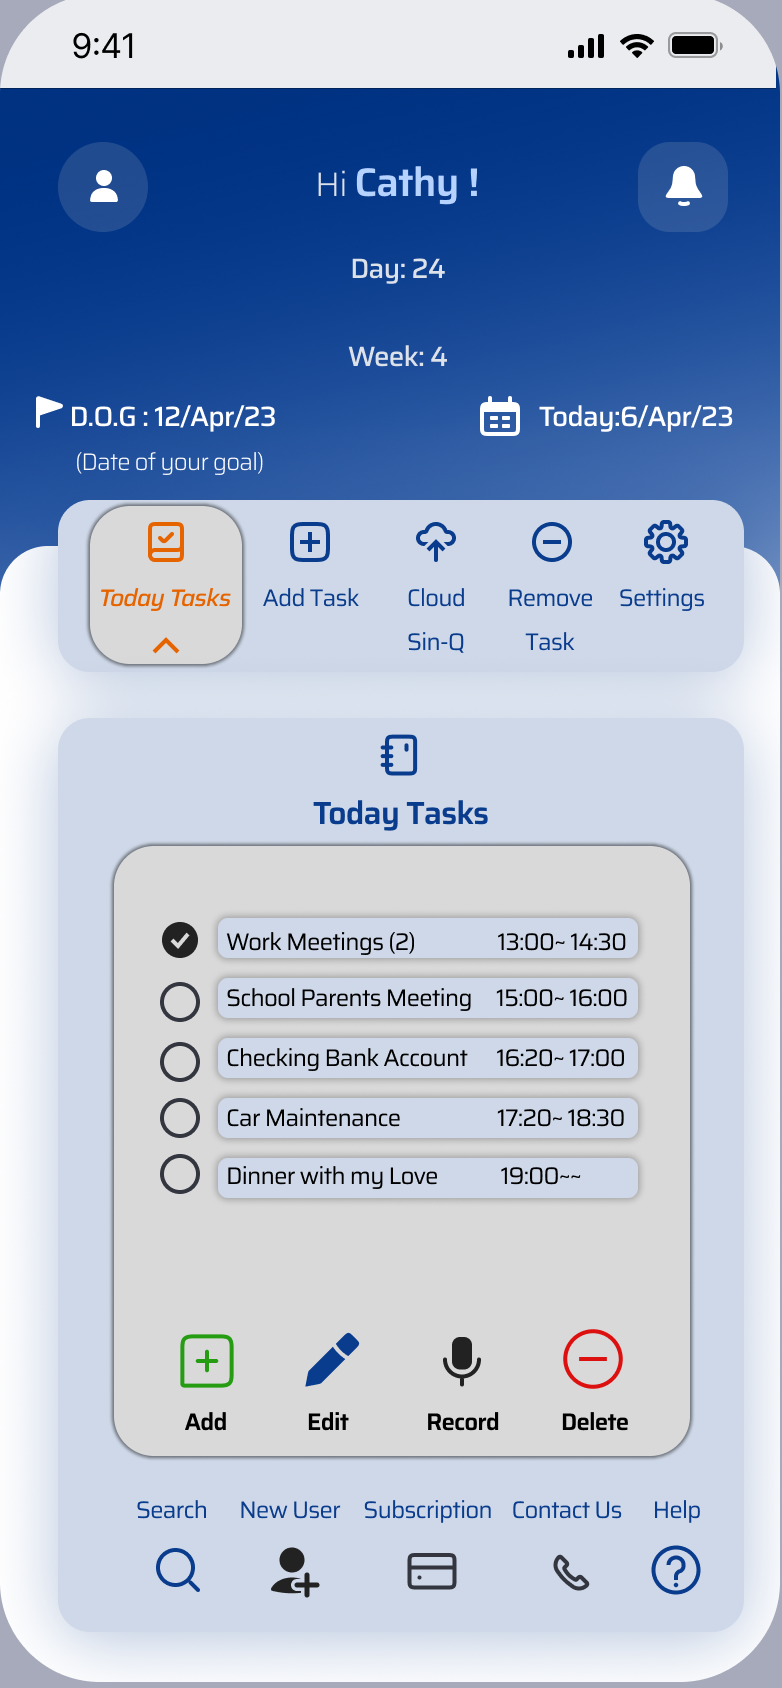 9:41
Hi Cathy !
Day: 24
Week: 4
D.O.G : 12/Apr/23
Today:6/Apr/23
(Date of your goal)
Today Tasks
Add Task
Cloud
Sin-Q
Remove
Task
Settings
Today Tasks
Work Meetings (2) 13:00~ 14:30
School Parents Meeting 15:00~ 16:00
Checking Bank Account 16:20~ 17:00
Car Maintenance 17:20~ 18:30
Dinner with my Love 19:00~~
Add Edit Record Delete
Search New User Subscription Contact Us Help